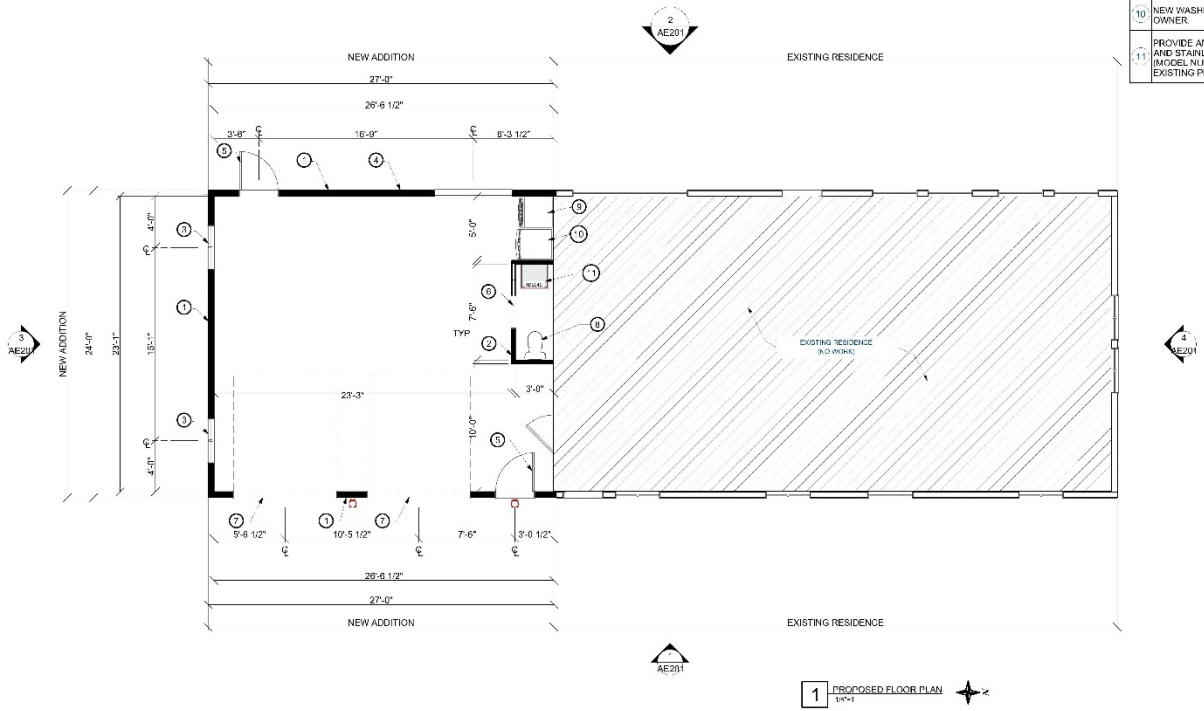 10 NEW WASH
OWNER.
11 PROVIDE AN
AND STAINL
(MODEL NU
EXISTING P
2
AE201
NEW ADDITION
EXISTING RESIDENCE
27'-0"
26'-6 1/2"
3'-6"
16'-9"
6'-3 1/2"
5
1
4
3
1
3
4'-0"
15'-1"
4'-0"
23'-1"
24'-0"
NEW ADDITION
3
AE201
5'-0"
9
10
11
6
7'-6"
TYP
2
8
23'-3"
3'-0"
10'-0"
5
EXISTING RESIDENCE
(NO WORK)
4
AE201
7
1
7
5'-6 1/2"
10'-5 1/2"
7'-6"
3'-0 1/2"
26'-6 1/2"
27'-0"
NEW ADDITION
EXISTING RESIDENCE
1
AE201
1 PROPOSED FLOOR PLAN